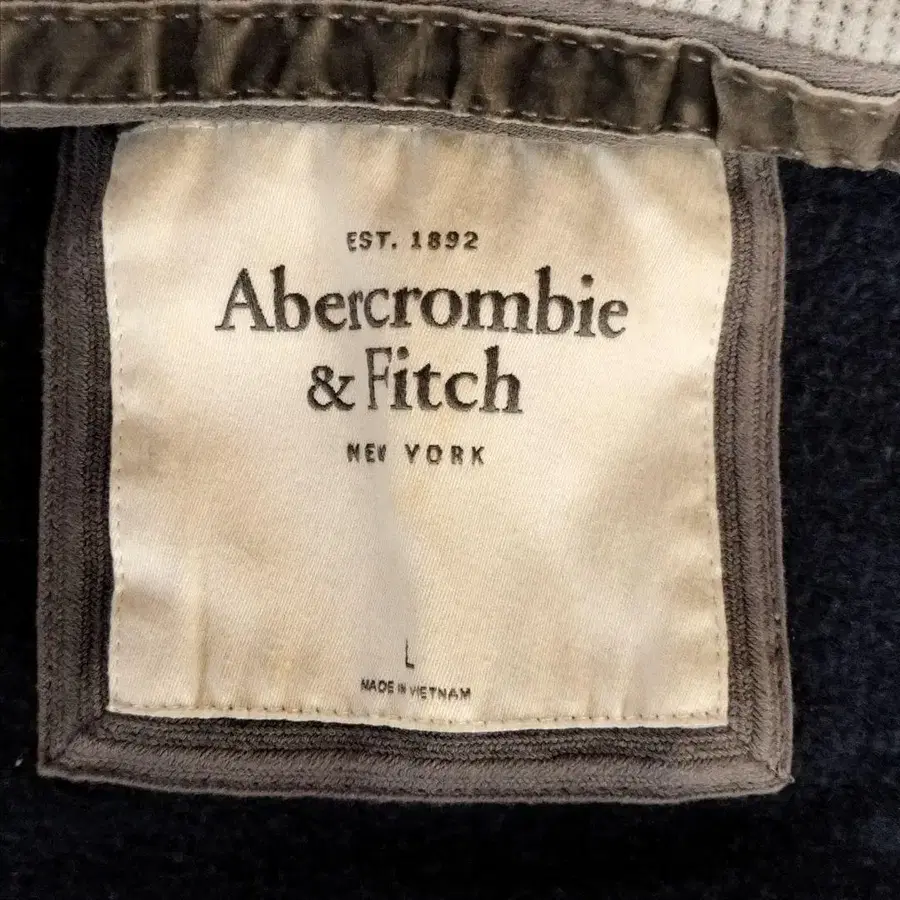 EST. 1892
Abercrombie
& Fitch
NEW YORK
L
MADE IN VIETNAM